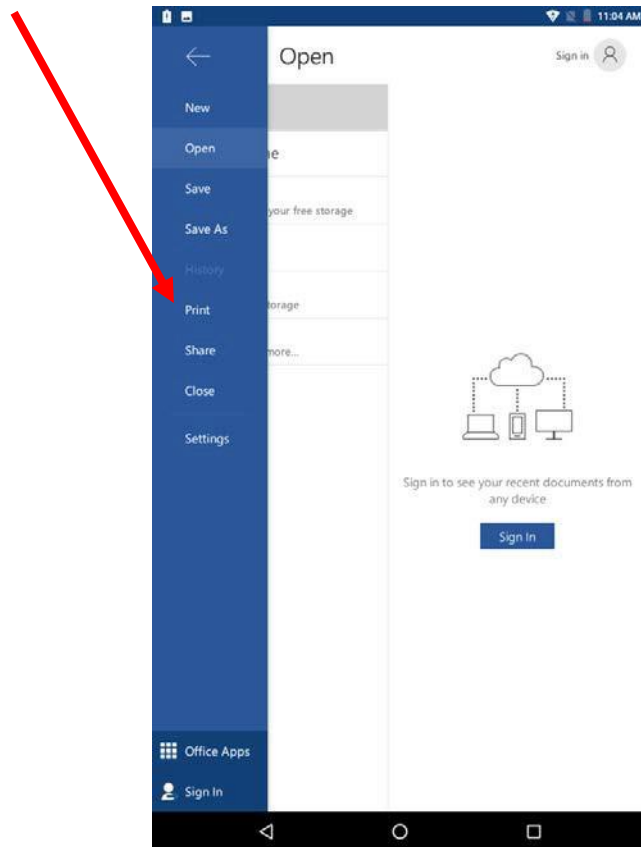 11:04 AM
Open
Sign in
New
Open
Save
your free storage
Save As
History
Print
Share
more...
Close
Settings
Sign in to see your recent documents from
any device
Sign In
Office Apps
Sign In